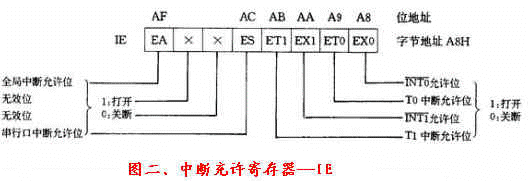 AF AC AB AA A9 A8 位地址
IE EA × × ES ET1 EX1 ET0 EX0 字节地址 A8H
全局中断允许位
无效位
无效位
串行口中断允许位
1:打开
0:关断
INT0允许位
T0 中断允许位
INT1允许位
T1 中断允许位
1:打开
0:关断
图二、中断允许寄存器—IE